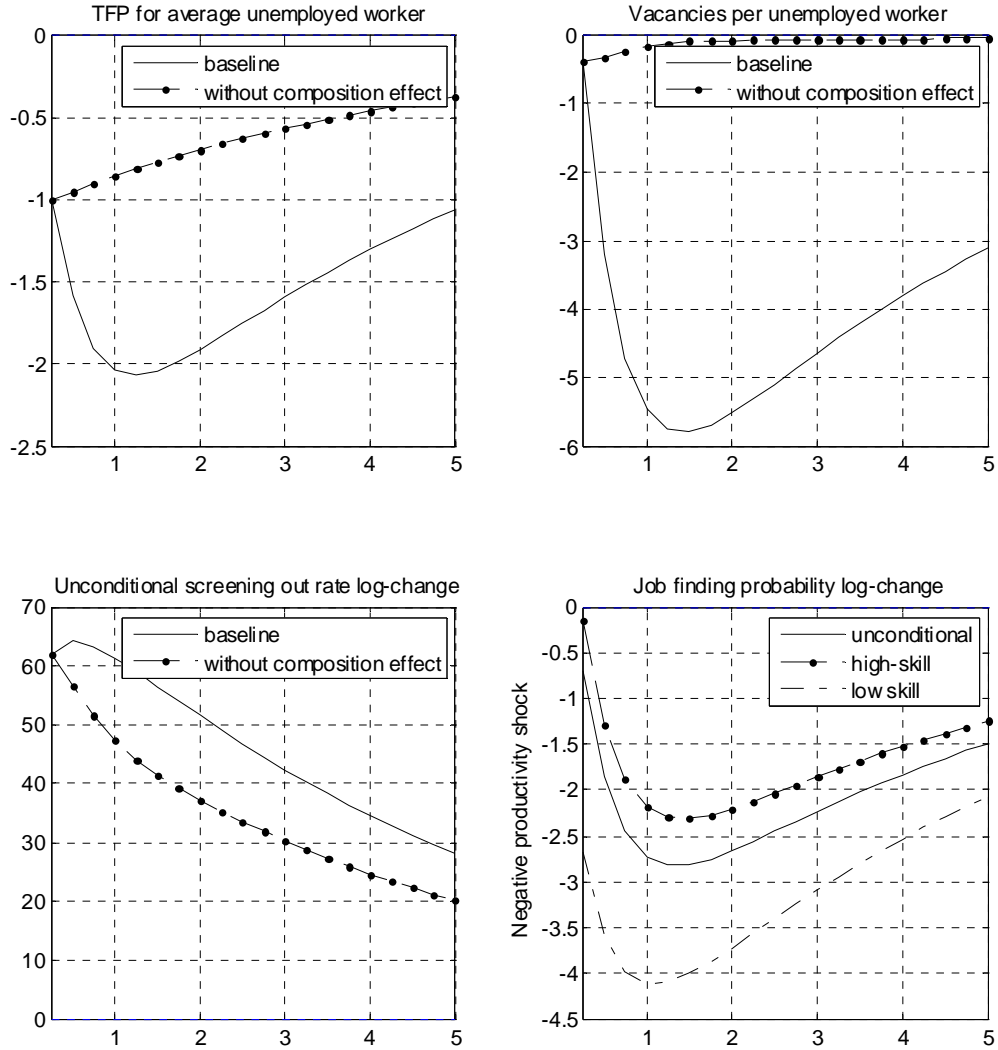 TFP for average unemployed worker
0
-0.5
-1
-1.5
-2
-2.5
1 2 3 4 5
baseline
without composition effect
Vacancies per unemployed worker
0
-1
-2
-3
-4
-5
-6
1 2 3 4 5
baseline
without composition effect
Unconditional screening out rate log-change
70
60
50
40
30
20
10
0
1 2 3 4 5
baseline
without composition effect
Job finding probability log-change
Negative productivity shock
0
-0.5
-1
-1.5
-2
-2.5
-3
-3.5
-4
-4.5
1 2 3 4 5
unconditional
high-skill
low skill